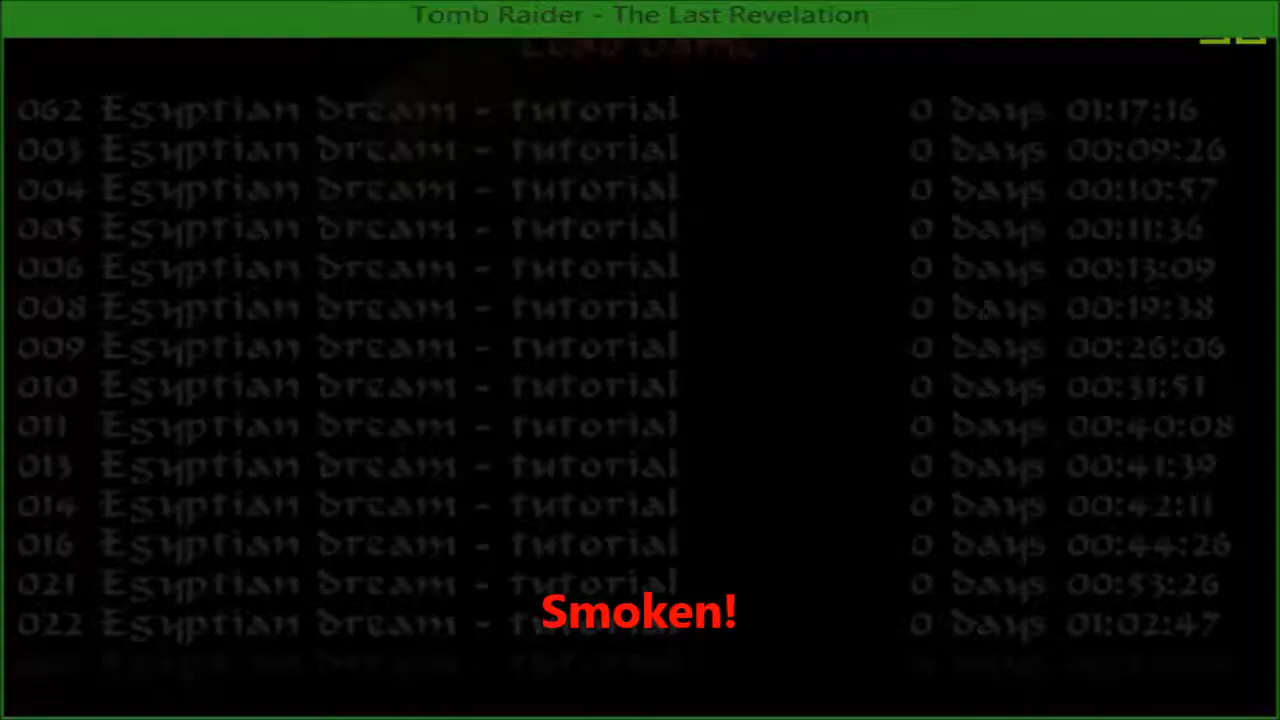 Tomb Raider - The Last Revelation
Load Game
062 Egyptian dream - tutorial 0 days 01:17:16
003 Egyptian dream - tutorial 0 days 00:09:26
004 Egyptian dream - tutorial 0 days 00:10:57
005 Egyptian dream - tutorial 0 days 00:11:36
006 Egyptian dream - tutorial 0 days 00:13:09
008 Egyptian dream - tutorial 0 days 00:19:38
009 Egyptian dream - tutorial 0 days 00:26:06
010 Egyptian dream - tutorial 0 days 00:31:51
011 Egyptian dream - tutorial 0 days 00:40:08
013 Egyptian dream - tutorial 0 days 00:41:39
014 Egyptian dream - tutorial 0 days 00:42:11
016 Egyptian dream - tutorial 0 days 00:44:26
021 Egyptian dream - tutorial 0 days 00:53:26
Smoken!
022 Egyptian dream - tutorial 0 days 01:02:47
Egyptian dream - tutorial